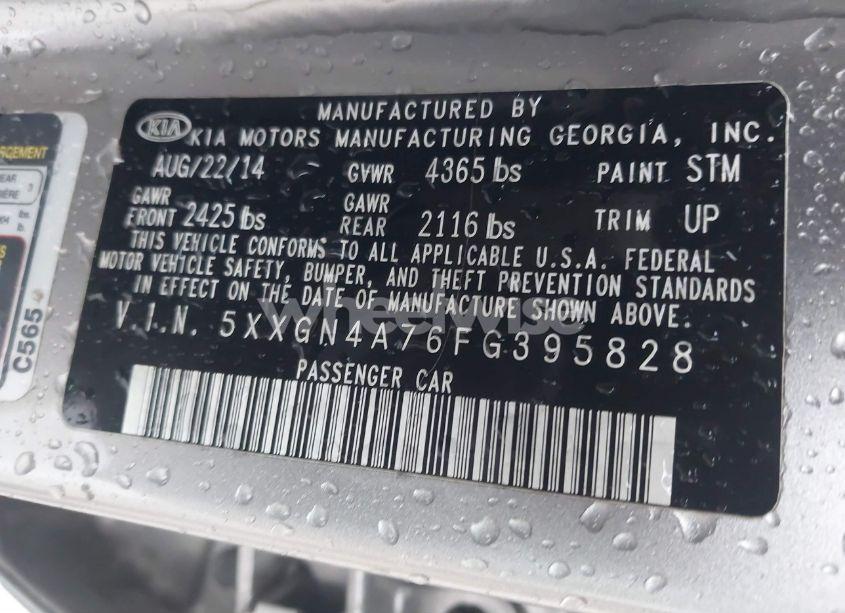 MANUFACTURED BY
KIA KIA MOTORS MANUFACTURING GEORGIA, INC.
AUG/22/14 GVWR 4365 lbs PAINT STM
GAWR FRONT 2425 lbs GAWR REAR 2116 lbs TRIM UP
THIS VEHICLE CONFORMS TO ALL APPLICABLE U.S.A. FEDERAL
MOTOR VEHICLE SAFETY, BUMPER, AND THEFT PREVENTION STANDARDS
IN EFFECT ON THE DATE OF MANUFACTURE SHOWN ABOVE.
V.I.N. 5XXGN4A76FG395828
PASSENGER CAR
wheelwise
C565